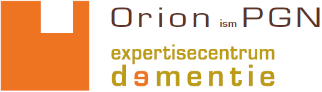 Orion ism PGN
expertisecentrum
dementie